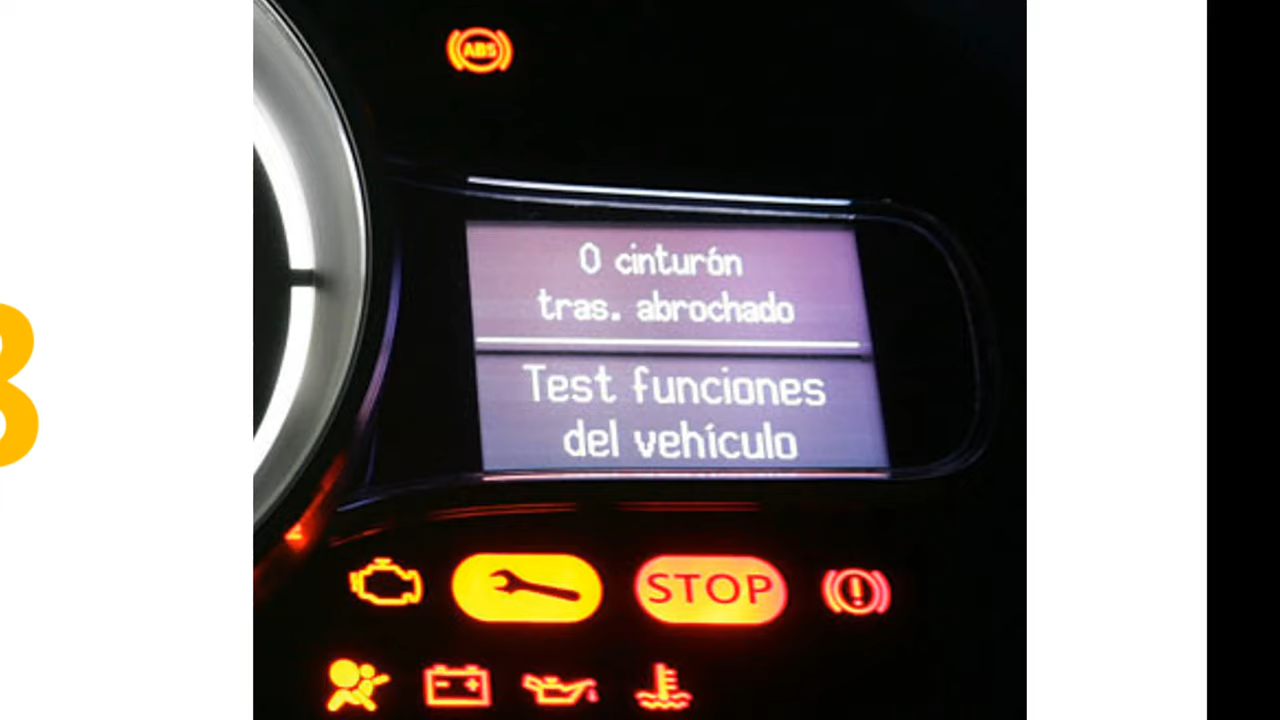 ABS
0 cinturón
tras. abrochado
Test funciones
del vehículo
STOP